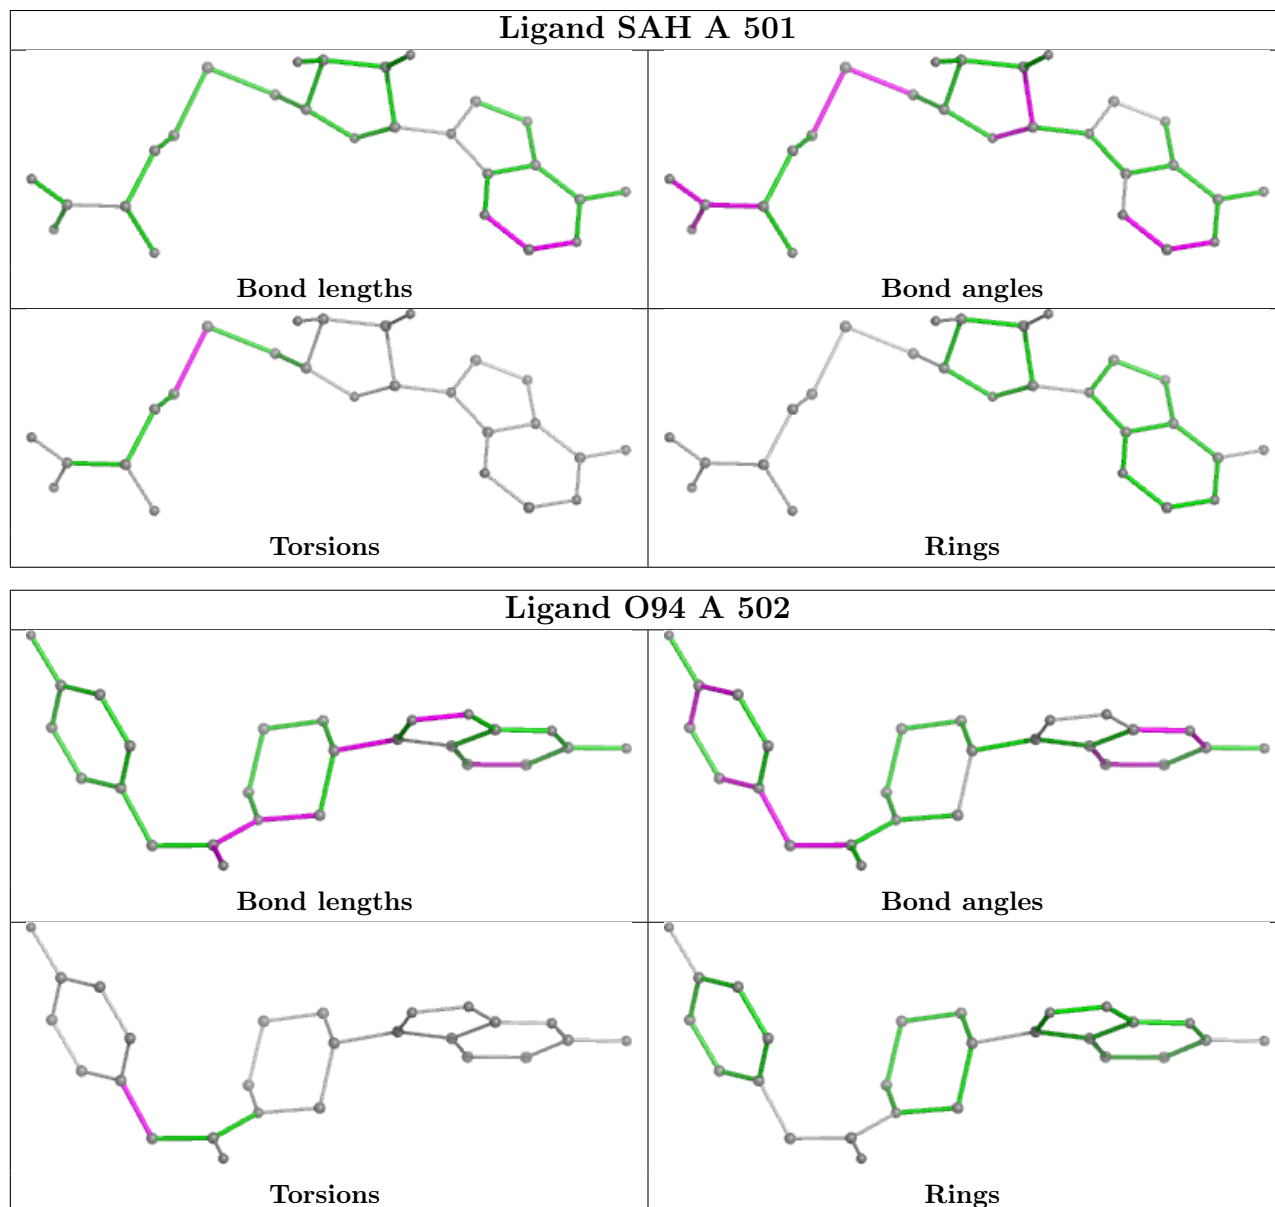 Ligand SAH A 501
Bond lengths
Bond angles
Torsions
Rings
Ligand O94 A 502
Bond lengths
Bond angles
Torsions
Rings